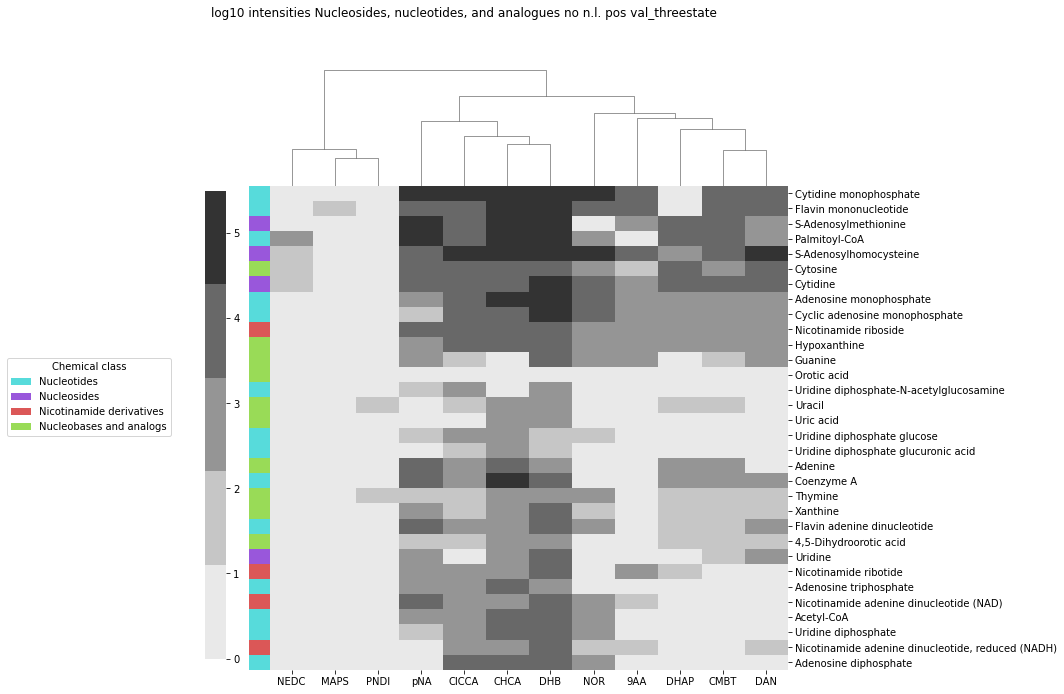 log10 intensities Nucleosides, nucleotides, and analogues no n.l. pos val_threestate
5
4
3
2
1
0
Chemical class
Nucleotides
Nucleosides
Nicotinamide derivatives
Nucleobases and analogs
Cytidine monophosphate
Flavin mononucleotide
S-Adenosylmethionine
Palmitoyl-CoA
S-Adenosylhomocysteine
Cytosine
Cytidine
Adenosine monophosphate
Cyclic adenosine monophosphate
Nicotinamide riboside
Hypoxanthine
Guanine
Orotic acid
Uridine diphosphate-N-acetylglucosamine
Uracil
Uric acid
Uridine diphosphate glucose
Uridine diphosphate glucuronic acid
Adenine
Coenzyme A
Thymine
Xanthine
Flavin adenine dinucleotide
4,5-Dihydroorotic acid
Uridine
Nicotinamide ribotide
Adenosine triphosphate
Nicotinamide adenine dinucleotide (NAD)
Acetyl-CoA
Uridine diphosphate
Nicotinamide adenine dinucleotide, reduced (NADH)
Adenosine diphosphate
NEDC MAPS PNDI pNA ClCCA CHCA DHB NOR 9AA DHAP CMBT DAN